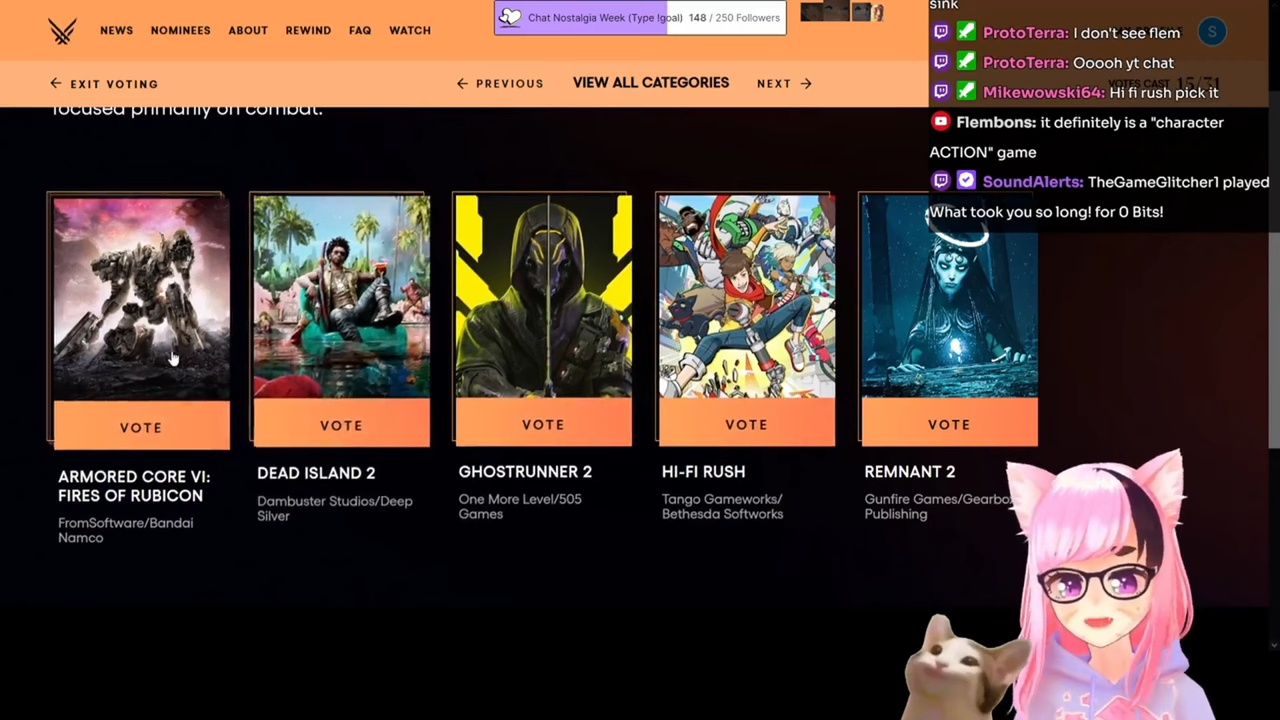 Chat Nostalgia Week (Type !goal) 148 / 250 Followers
NEWS NOMINEES ABOUT REWIND FAQ WATCH
S
EXIT VOTING
PREVIOUS VIEW ALL CATEGORIES NEXT
VOTES CAST 15/31
focused primarily on combat.
sink
ProtoTerra: I don't see flem
ProtoTerra: Ooooh yt chat
Mikewowski64: Hi fi rush pick it
Flembons: it definitely is a "character
ACTION" game
SoundAlerts: TheGameGlitcher1 played
What took you so long! for 0 Bits!
VOTE
ARMORED CORE VI:
FIRES OF RUBICON
FromSoftware/Bandai
Namco
VOTE
DEAD ISLAND 2
Dambuster Studios/Deep
Silver
VOTE
GHOSTRUNNER 2
One More Level/505
Games
VOTE
HI-FI RUSH
Tango Gameworks/
Bethesda Softworks
VOTE
REMNANT 2
Gunfire Games/Gearbox
Publishing